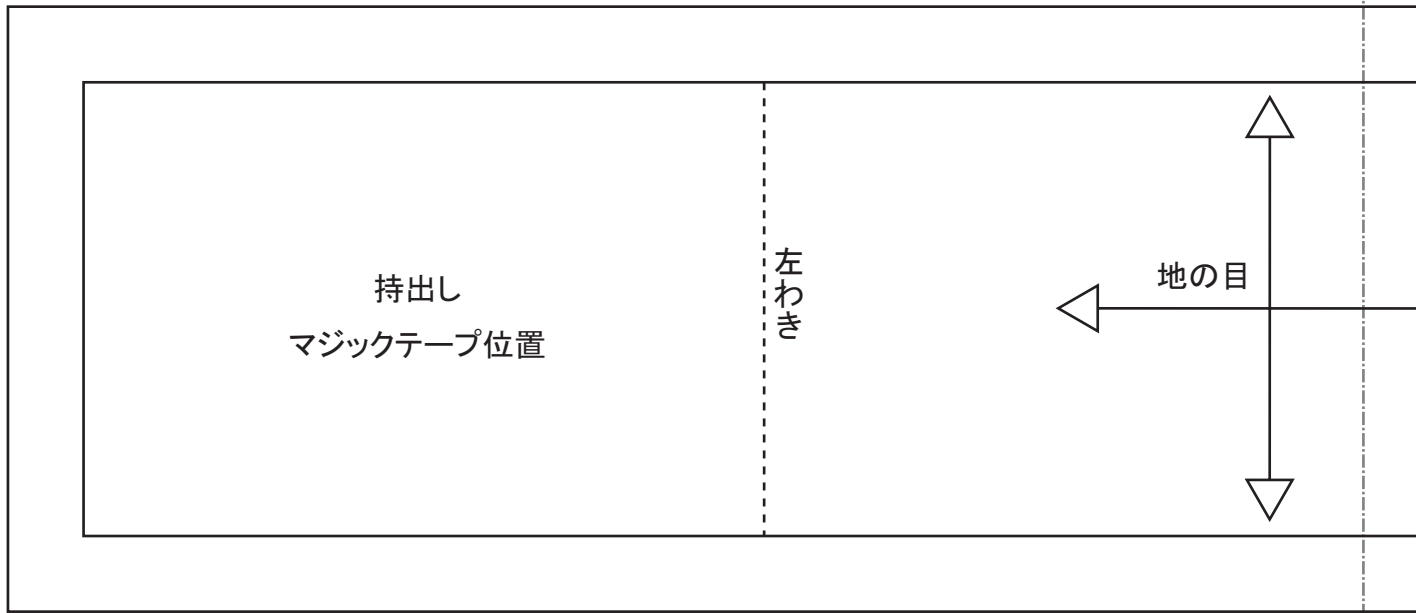 持出し
マジックテープ位置
左わき
地の目